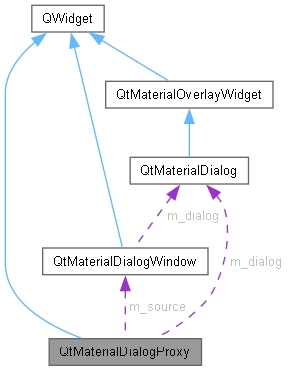 QWidget
QtMaterialOverlayWidget
QtMaterialDialog
m_dialog
QtMaterialDialogWindow
m_dialog
m_source
QtMaterialDialogProxy